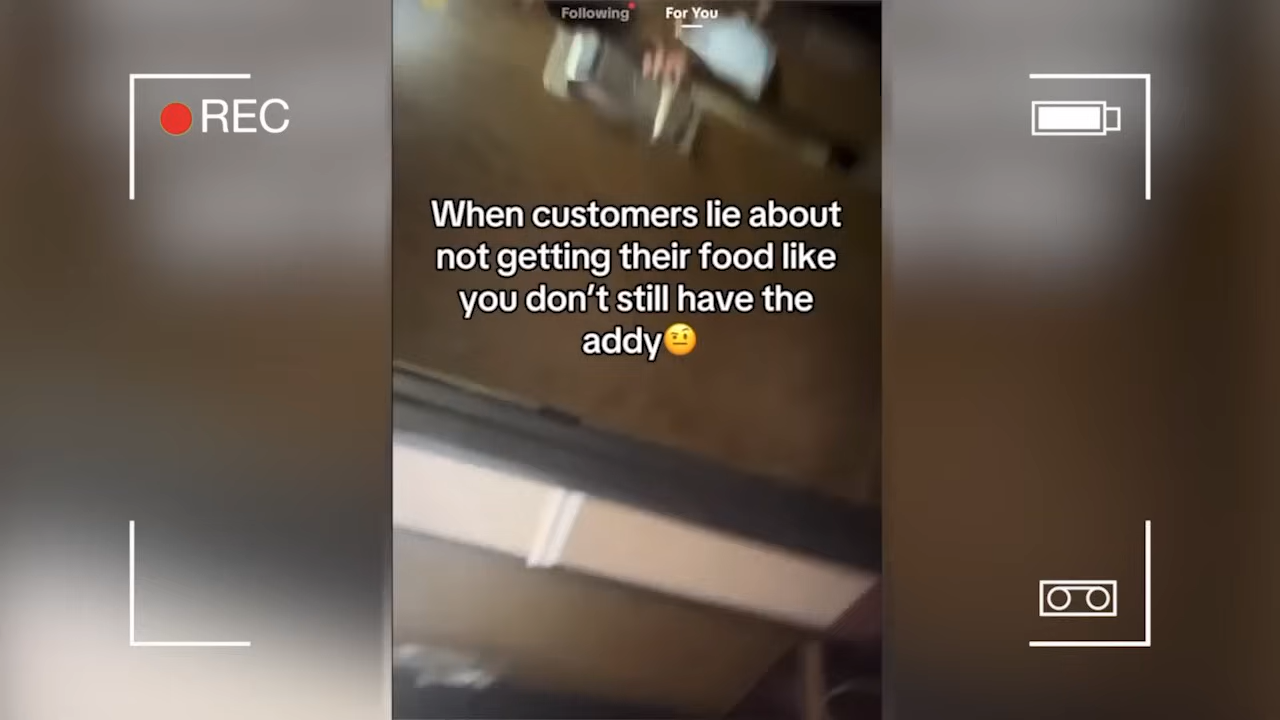 Following
For You
REC
When customers lie about
not getting their food like
you don't still have the
addy🤨